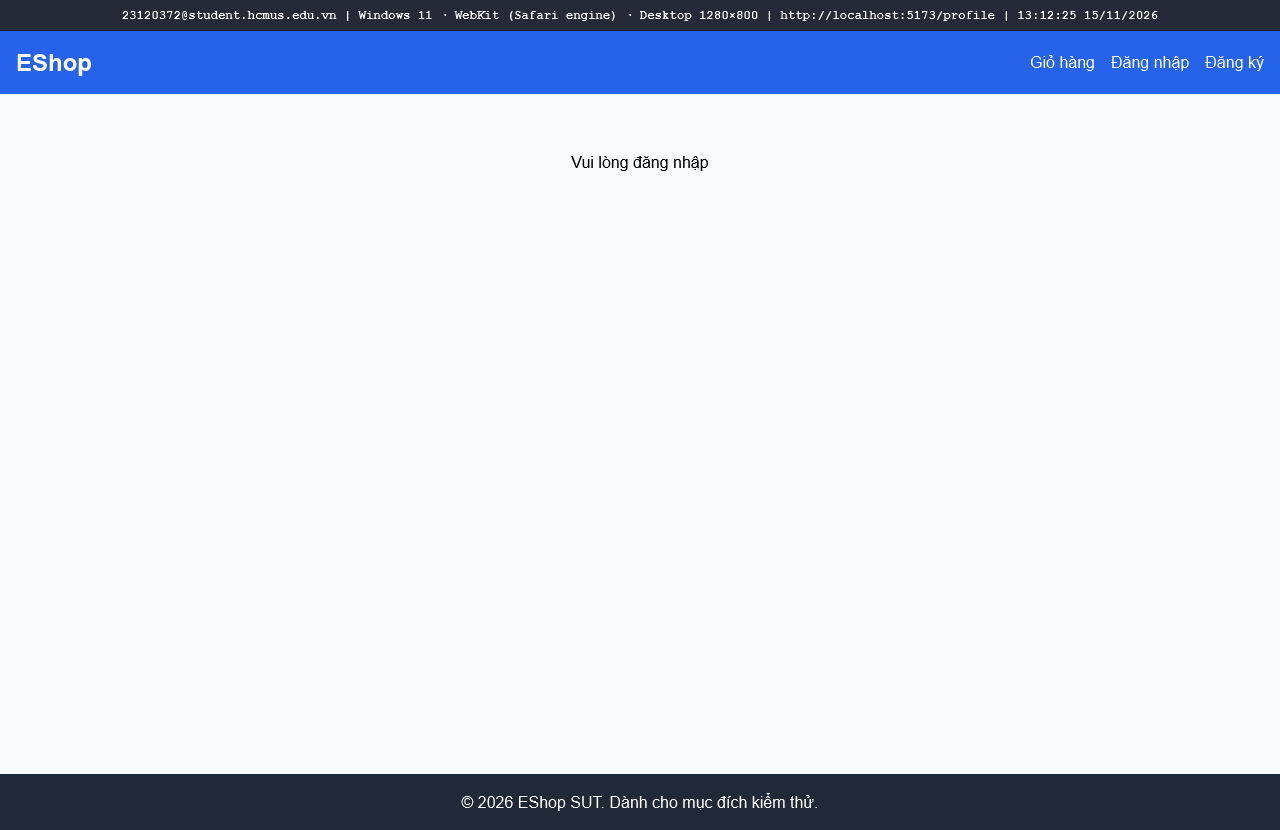 23120372@student.hcmus.edu.vn | Windows 11 · WebKit (Safari engine) · Desktop 1280×800 | http://localhost:5173/profile | 13:12:25 15/11/2026
EShop
Giỏ hàng Đăng nhập Đăng ký
Vui lòng đăng nhập
© 2026 EShop SUT. Dành cho mục đích kiểm thử.